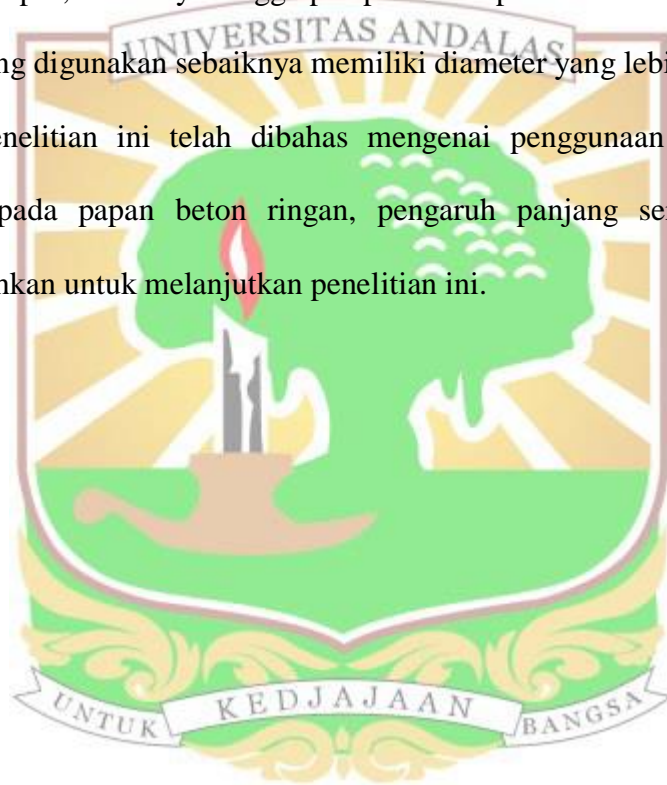 UNIVERSITAS ANDALAS
ng digunakan sebaiknya memiliki diameter yang lebi
enelitian ini telah dibahas mengenai penggunaan
pada papan beton ringan, pengaruh panjang se
nkan untuk melanjutkan penelitian ini.
UNTUK KEDJAJAAN BANGSA